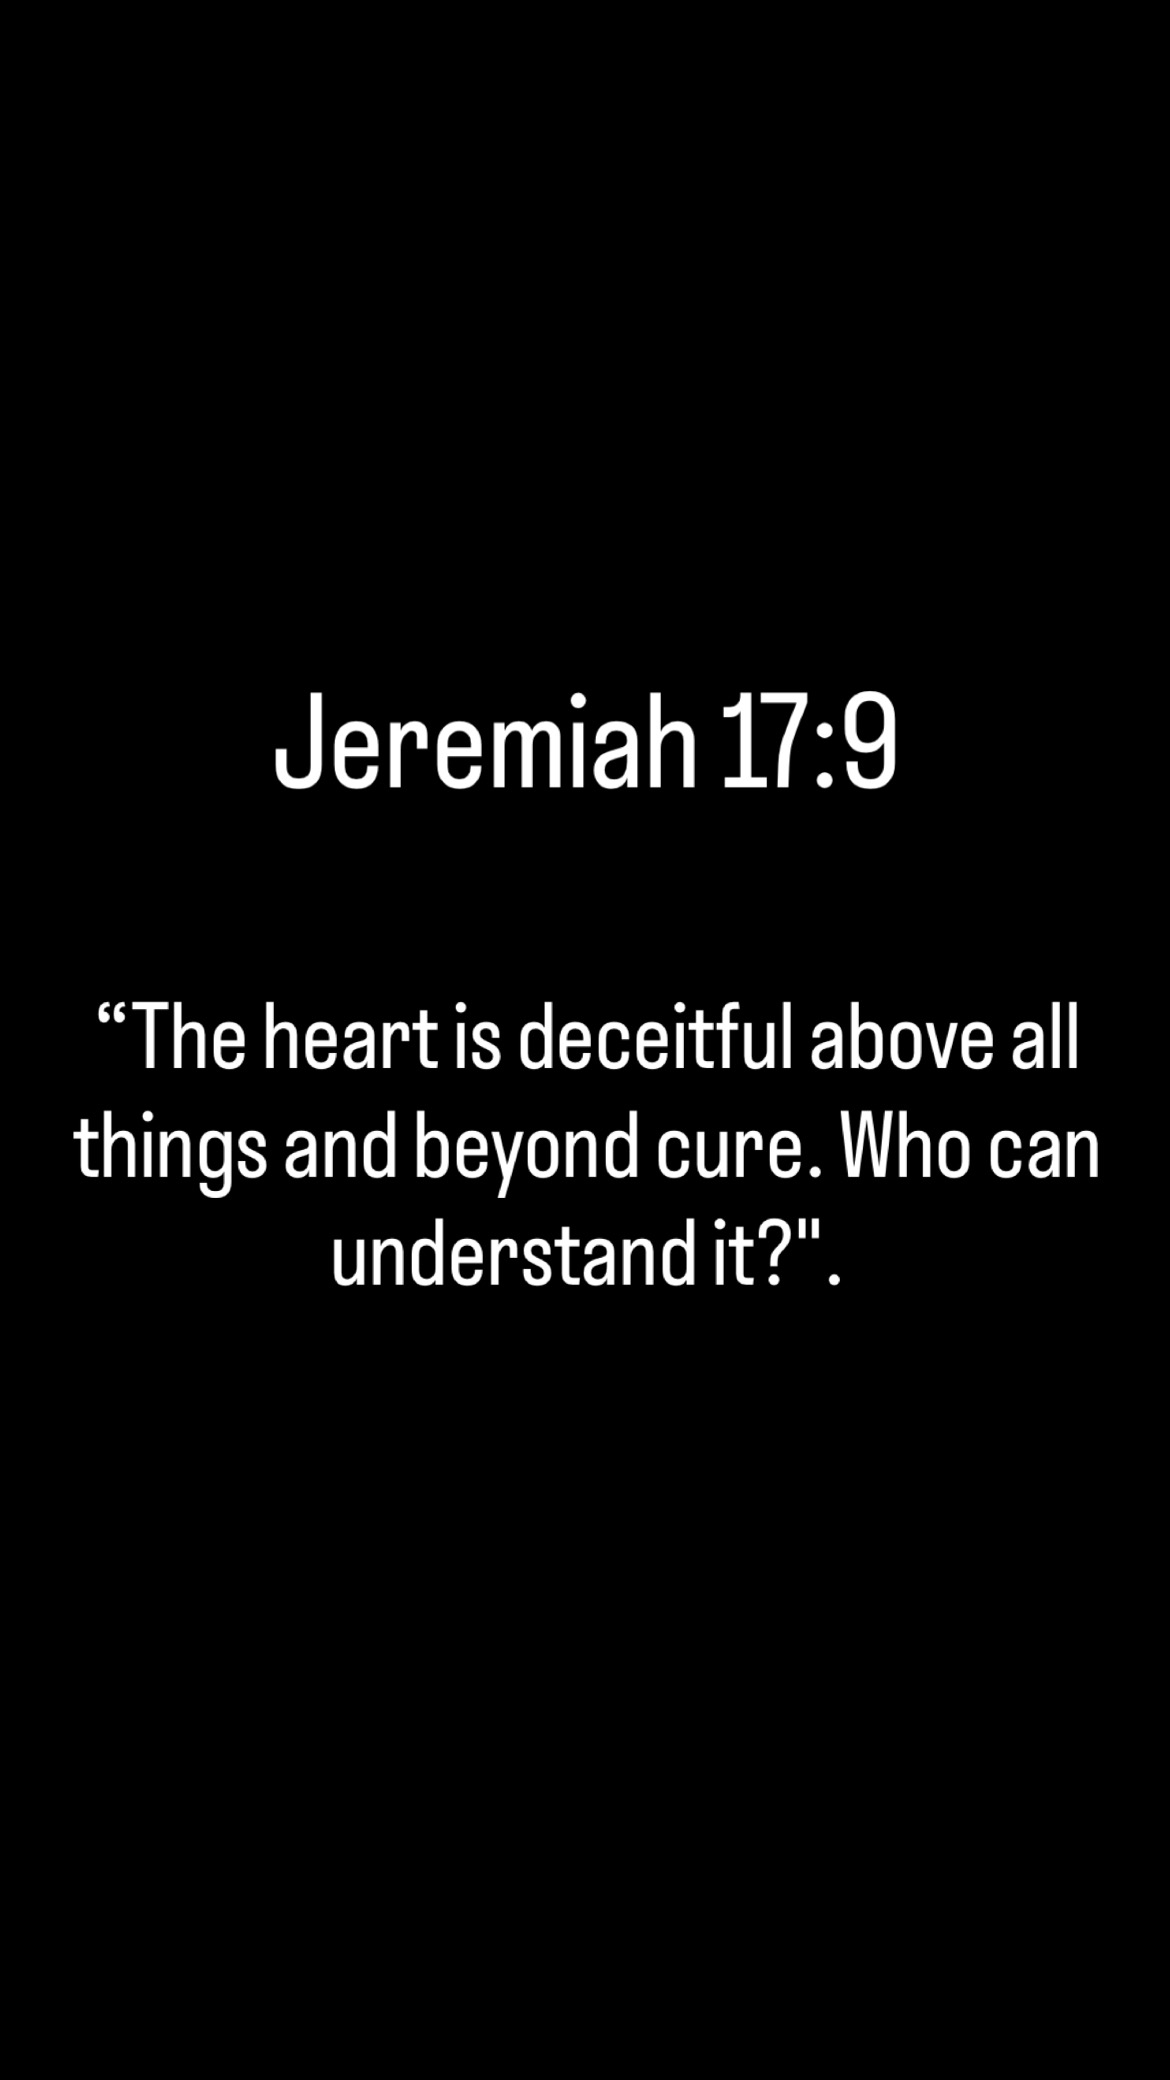 Jeremiah 17:9
“The heart is deceitful above all
things and beyond cure. Who can
understand it?".